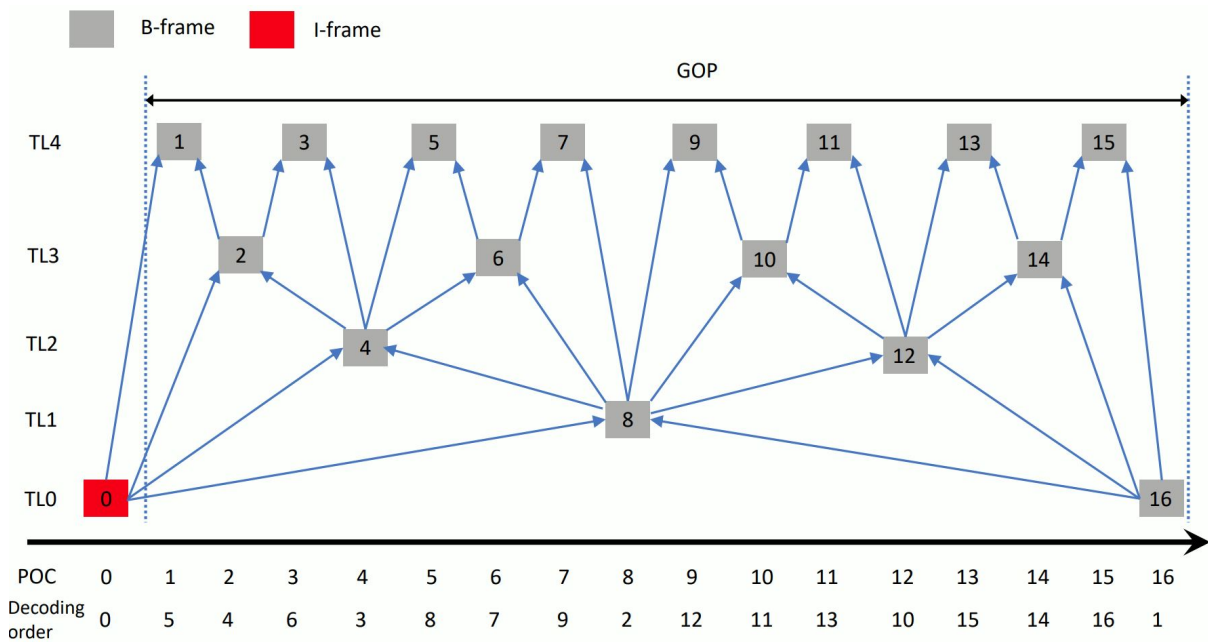 B-frame I-frame
GOP
TL4 1 3 5 7 9 11 13 15
TL3 2 6 10 14
TL2 4 12
TL1 8
TL0 0 16
POC 0 1 2 3 4 5 6 7 8 9 10 11 12 13 14 15 16
Decoding
order 0 5 4 6 3 8 7 9 2 12 11 13 10 15 14 16 1